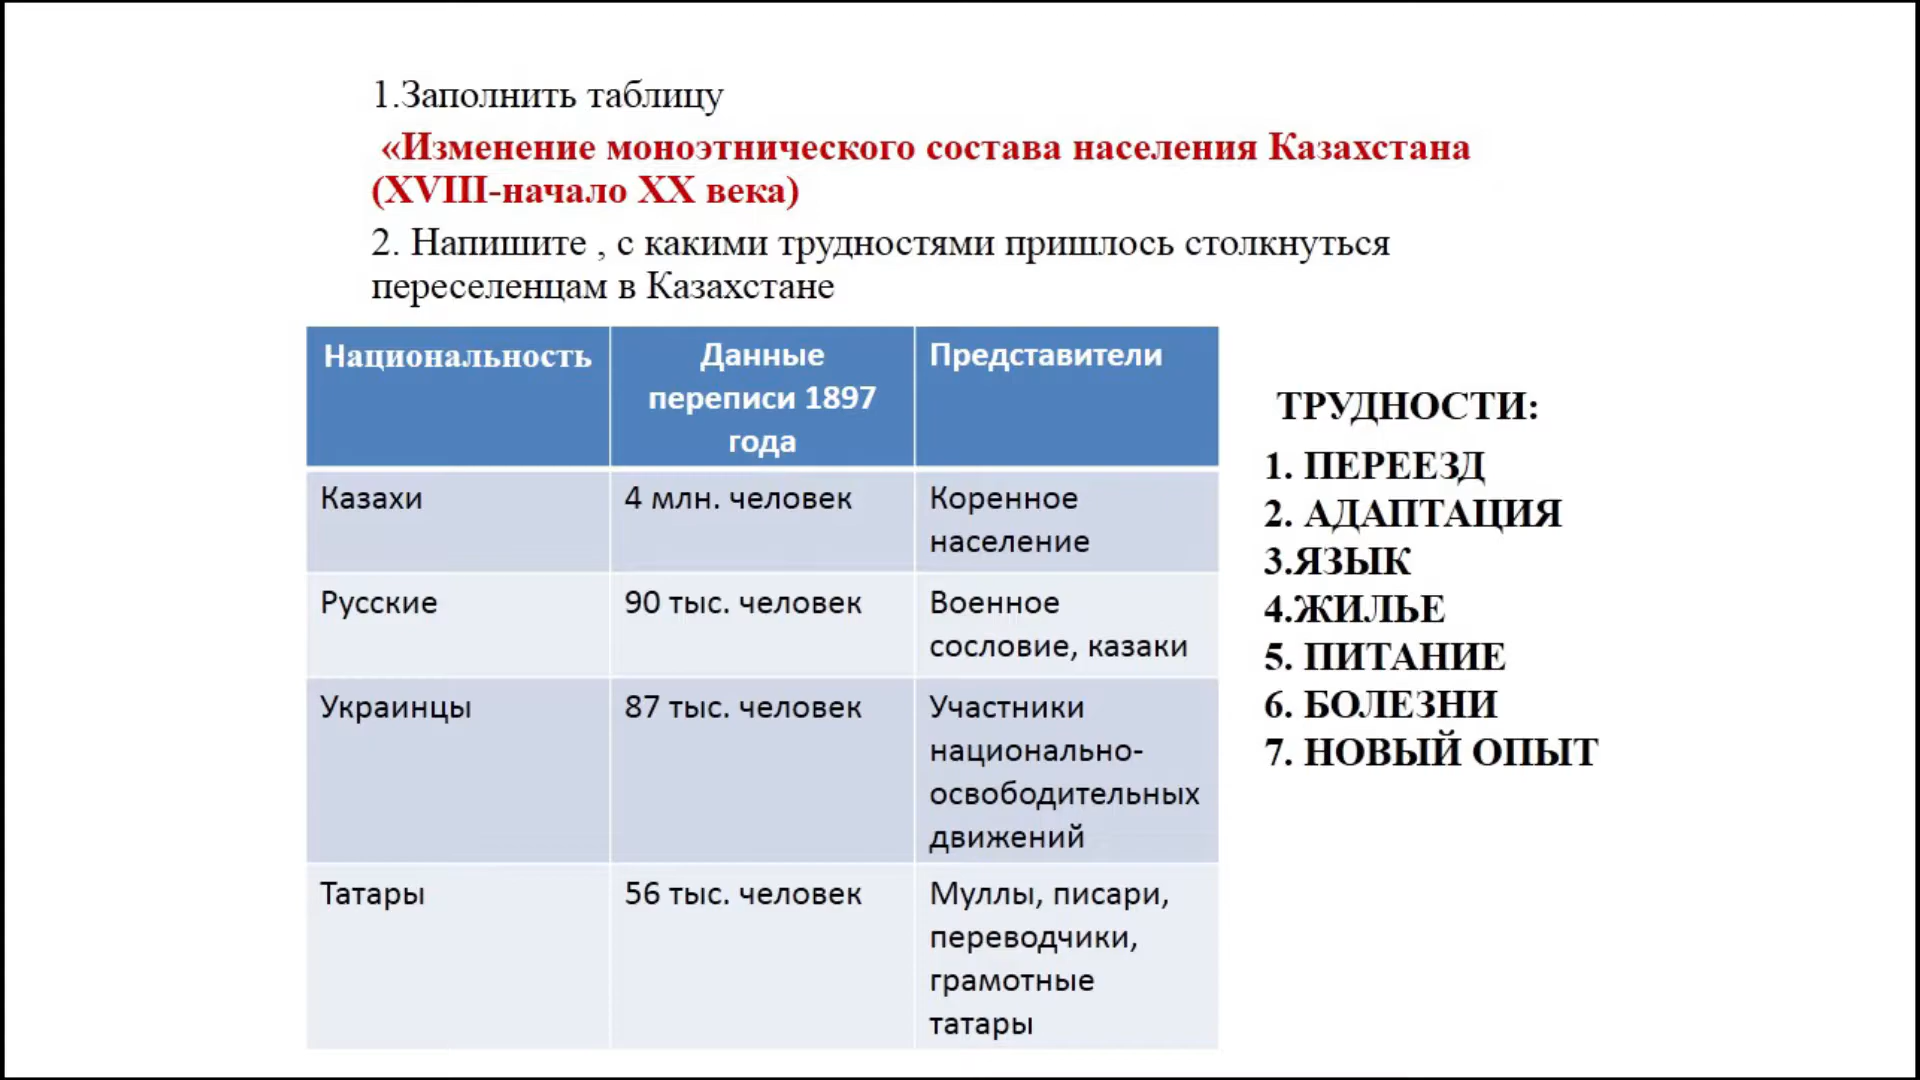 1.Заполнить таблицу
«Изменение моноэтнического состава населения Казахстана
(XVIII-начало XX века)
2. Напишите , с какими трудностями пришлось столкнуться
переселенцам в Казахстане
Национальность
Данные
переписи 1897
года
Представители
Казахи
4 млн. человек
Коренное
население
Русские
90 тыс. человек
Военное
сословие, казаки
Украинцы
87 тыс. человек
Участники
национально-
освободительных
движений
Татары
56 тыс. человек
Муллы, писари,
переводчики,
грамотные
татары
ТРУДНОСТИ:
1. ПЕРЕЕЗД
2. АДАПТАЦИЯ
3.ЯЗЫК
4.ЖИЛЬЕ
5. ПИТАНИЕ
6. БОЛЕЗНИ
7. НОВЫЙ ОПЫТ